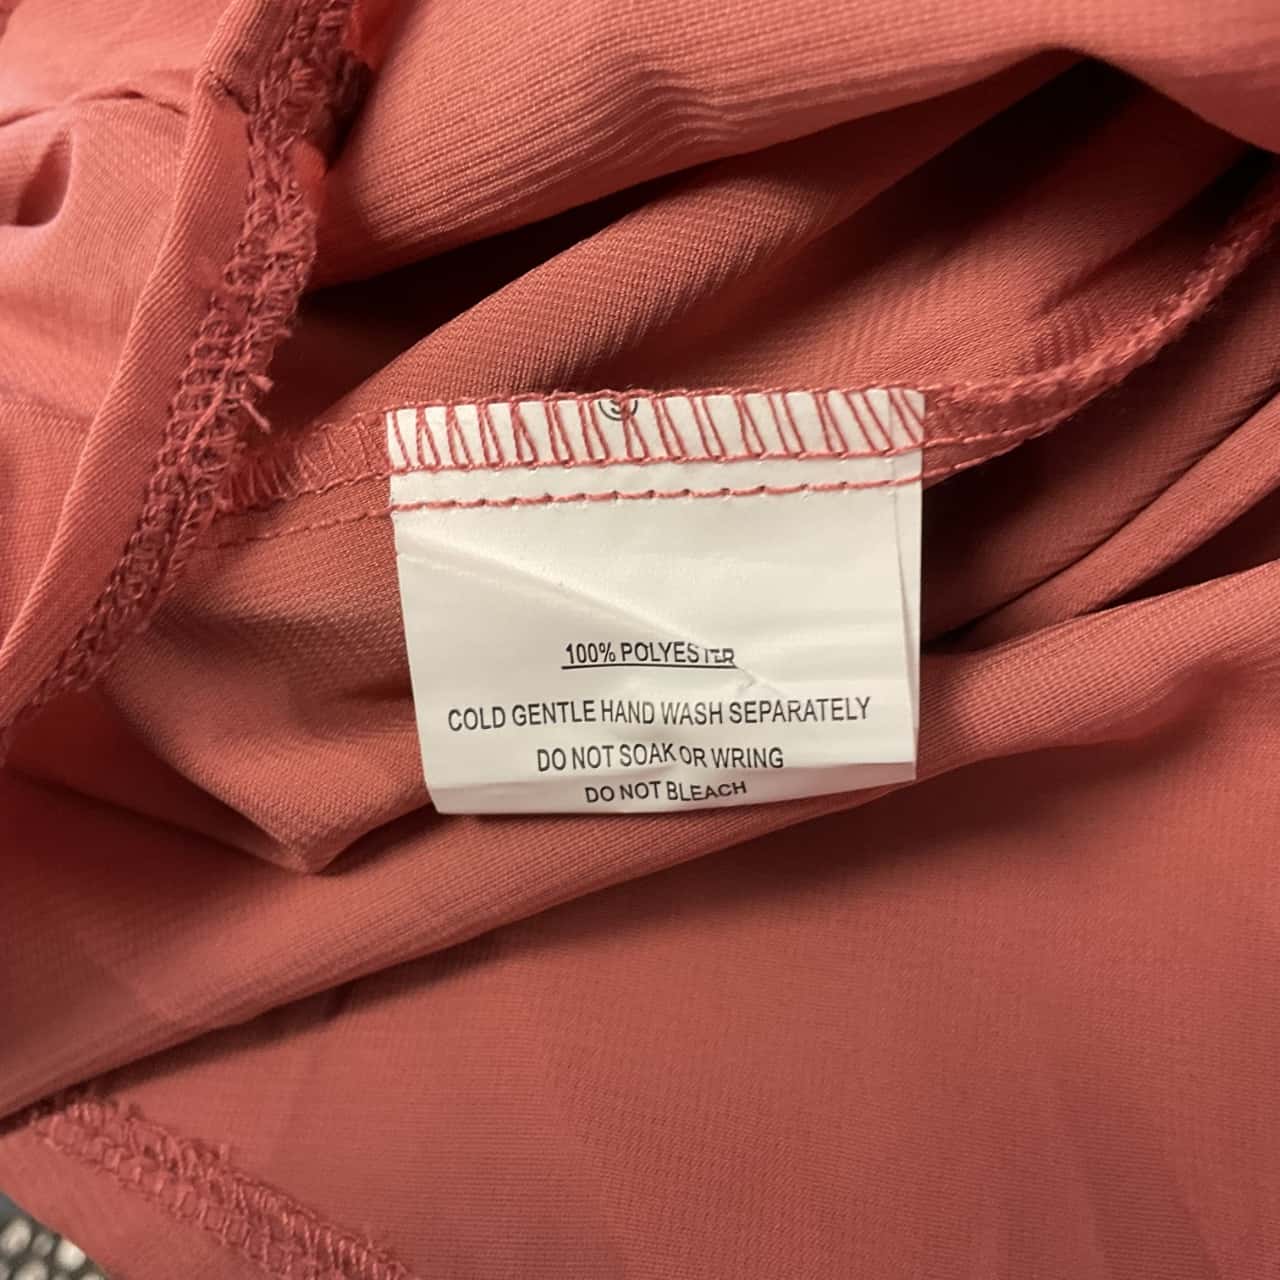 S
100% POLYESTER
COLD GENTLE HAND WASH SEPARATELY
DO NOT SOAK OR WRING
DO NOT BLEACH